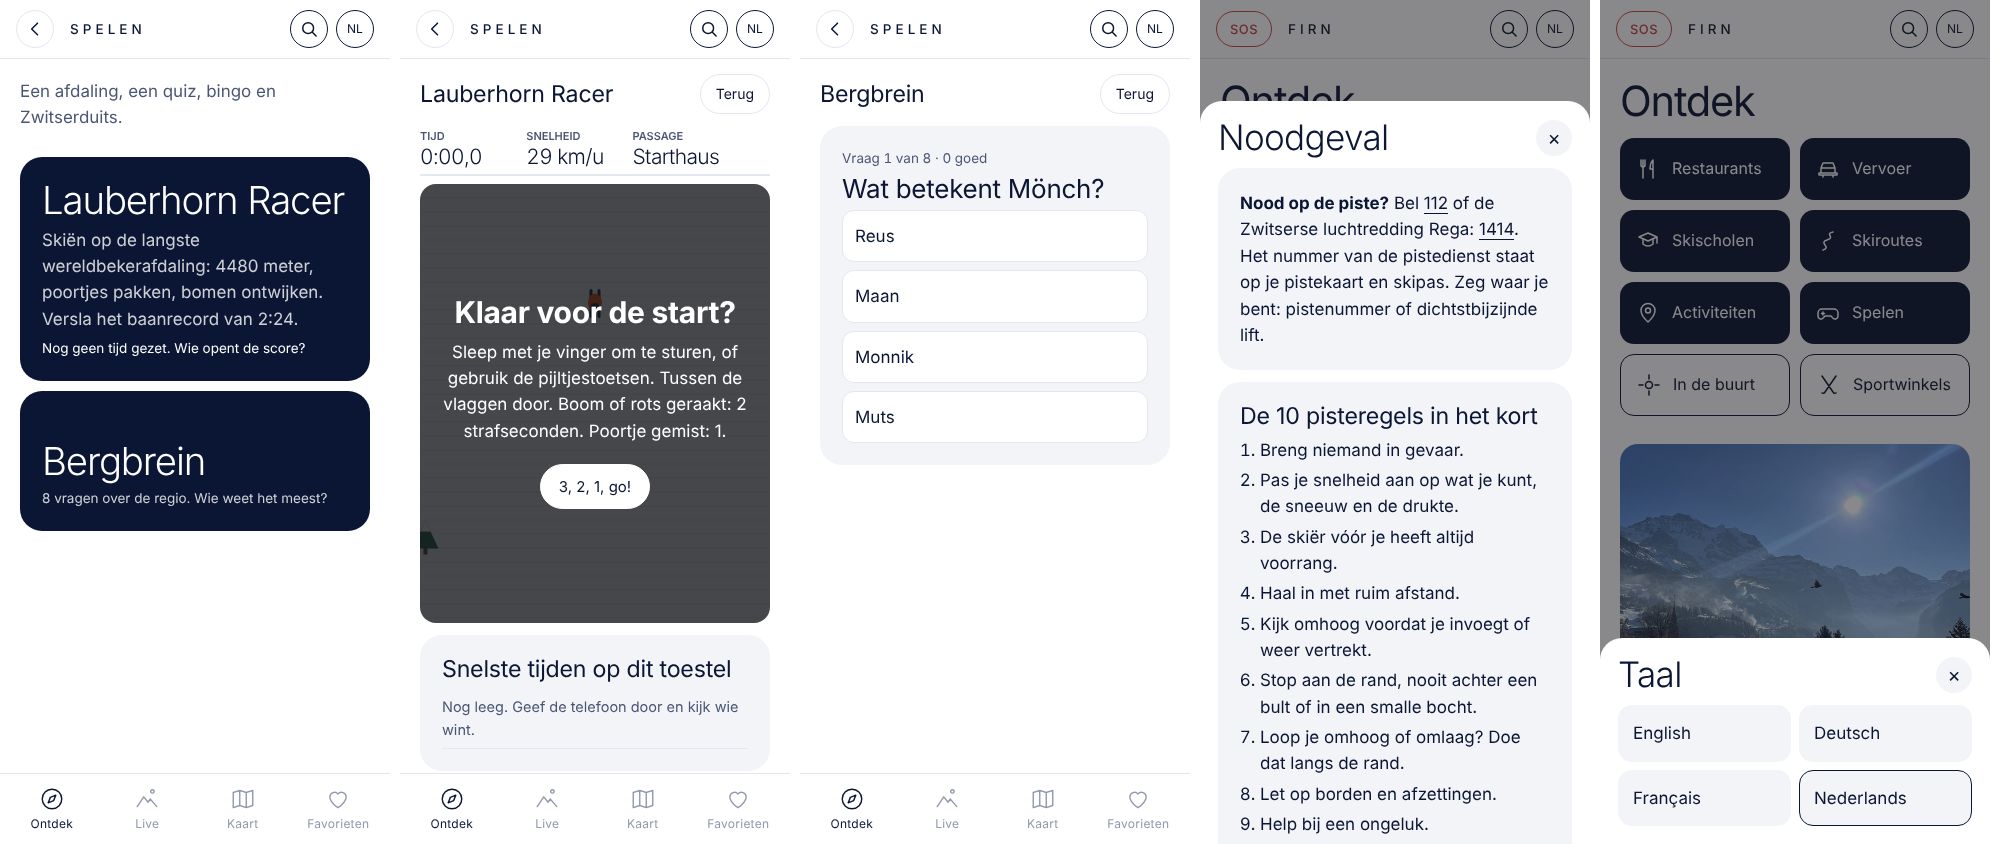 SPELEN
NL
Een afdaling, een quiz, bingo en
Zwitserduits.
Lauberhorn Racer
Skiën op de langste
wereldbekerafdaling: 4480 meter,
poortjes pakken, bomen ontwijken.
Versla het baanrecord van 2:24.
Nog geen tijd gezet. Wie opent de score?
Bergbrein
8 vragen over de regio. Wie weet het meest?
Ontdek
Live
Kaart
Favorieten
SPELEN
NL
Lauberhorn Racer
Terug
TIJD
SNELHEID
PASSAGE
0:00,0
29 km/u
Starthaus
Klaar voor de start?
Sleep met je vinger om te sturen, of
gebruik de pijltjestoetsen. Tussen de
vlaggen door. Boom of rots geraakt: 2
strafseconden. Poortje gemist: 1.
3, 2, 1, go!
Snelste tijden op dit toestel
Nog leeg. Geef de telefoon door en kijk wie
wint.
Ontdek
Live
Kaart
Favorieten
SPELEN
NL
Bergbrein
Terug
Vraag 1 van 8 · 0 goed
Wat betekent Mönch?
Reus
Maan
Monnik
Muts
Ontdek
Live
Kaart
Favorieten
SOS
FIRN
NL
Ontdek
Noodgeval
×
Nood op de piste? Bel 112 of de
Zwitserse luchtredding Rega: 1414.
Het nummer van de pistedienst staat
op je pistekaart en skipas. Zeg waar je
bent: pistenummer of dichtstbijzijnde
lift.
De 10 pisteregels in het kort
1. Breng niemand in gevaar.
2. Pas je snelheid aan op wat je kunt,
de sneeuw en de drukte.
3. De skiër vóór je heeft altijd
voorrang.
4. Haal in met ruim afstand.
5. Kijk omhoog voordat je invoegt of
weer vertrekt.
6. Stop aan de rand, nooit achter een
bult of in een smalle bocht.
7. Loop je omhoog of omlaag? Doe
dat langs de rand.
8. Let op borden en afzettingen.
9. Help bij een ongeluk.
SOS
FIRN
NL
Ontdek
Restaurants
Vervoer
Skischolen
Skiroutes
Activiteiten
Spelen
In de buurt
Sportwinkels
Taal
×
English
Deutsch
Français
Nederlands